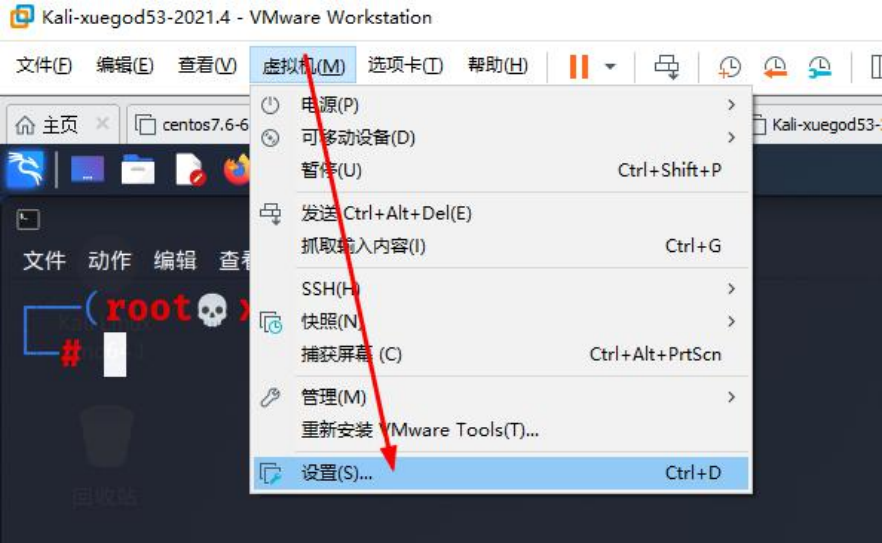 Kali-xuegod53-2021.4 - VMware Workstation
文件(F) 编辑(E) 查看(V) 虚拟机(M) 选项卡(T) 帮助(H)
主页 centos7.6-6 Kali-xuegod53-
电源(P)
可移动设备(D)
暂停(U) Ctrl+Shift+P
发送 Ctrl+Alt+Del(E)
抓取输入内容(I) Ctrl+G
SSH(H)
快照(N)
捕获屏幕 (C) Ctrl+Alt+PrtScn
管理(M)
重新安装 VMware Tools(T)...
设置(S)... Ctrl+D
文件 动作 编辑 查看
(root💀x
#
回收站